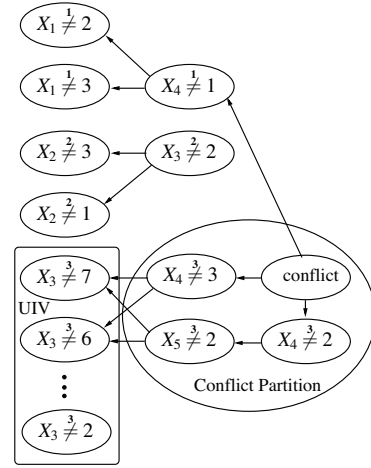 X₁ ≠¹ 2
X₁ ≠¹ 3
X₄ ≠¹ 1
X₂ ≠² 3
X₃ ≠² 2
X₂ ≠² 1
X₃ ≠³ 7
X₄ ≠³ 3
conflict
UIV
X₃ ≠³ 6
X₅ ≠³ 2
X₄ ≠³ 2
Conflict Partition
X₃ ≠³ 2